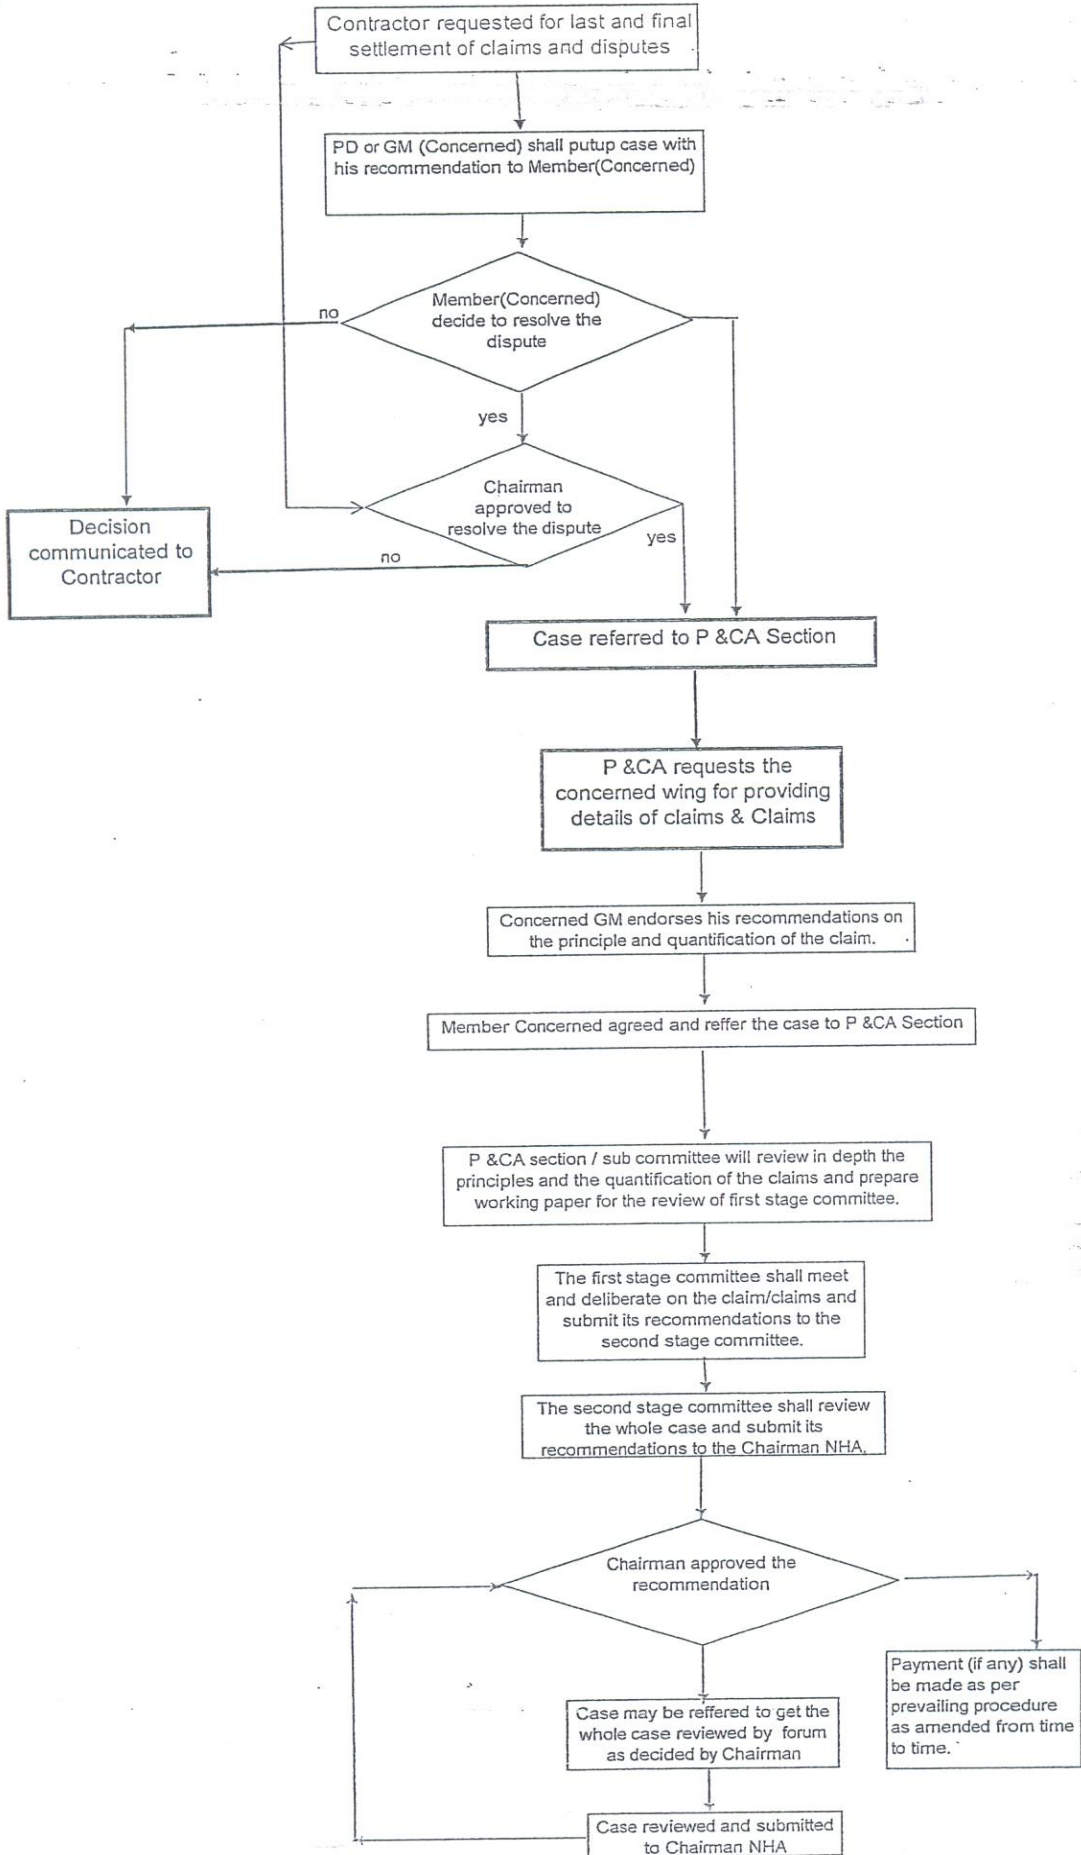 Contractor requested for last and final
settlement of claims and disputes
PD or GM (Concerned) shall putup case with
his recommendation to Member(Concerned)
Member(Concerned)
decide to resolve the
dispute
no
yes
Chairman
approved to
resolve the dispute
yes
no
Decision
communicated to
Contractor
Case referred to P &CA Section
P &CA requests the
concerned wing for providing
details of claims & Claims
Concerned GM endorses his recommendations on
the principle and quantification of the claim.
Member Concerned agreed and reffer the case to P &CA Section
P &CA section / sub committee will review in depth the
principles and the quantification of the claims and prepare
working paper for the review of first stage committee.
The first stage committee shall meet
and deliberate on the claim/claims and
submit its recommendations to the
second stage committee.
The second stage committee shall review
the whole case and submit its
recommendations to the Chairman NHA.
Chairman approved the
recommendation
Payment (if any) shall
be made as per
prevailing procedure
as amended from time
to time.
Case may be reffered to get the
whole case reviewed by forum
as decided by Chairman
Case reviewed and submitted
to Chairman NHA